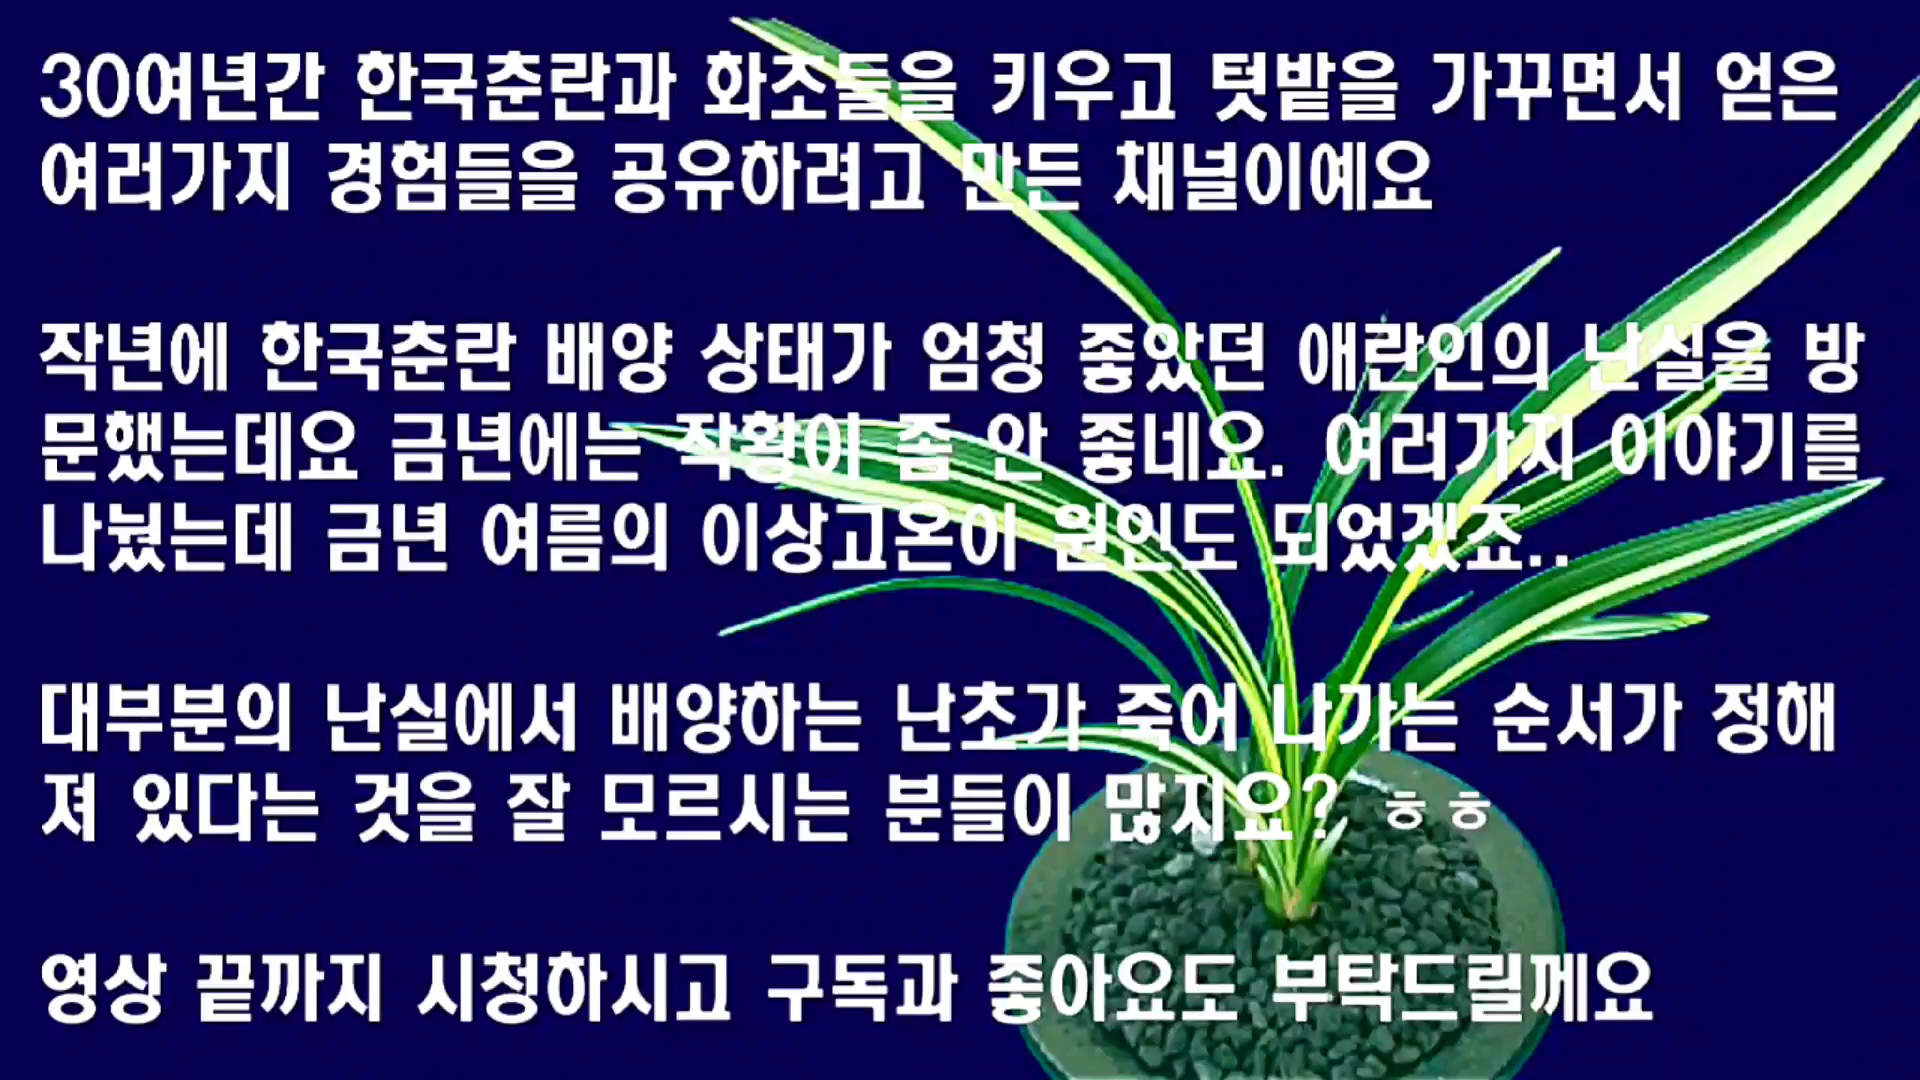 30여년간 한국춘란과 화초들을 키우고 텃밭을 가꾸면서 얻은
여러가지 경험들을 공유하려고 만든 채널이예요
작년에 한국춘란 배양 상태가 엄청 좋았던 애란인의 난실을 방
문했는데요 금년에는 작황이 좀 안 좋네요. 여러가지 이야기를
나눴는데 금년 여름의 이상고온이 원인도 되었겠죠..
대부분의 난실에서 배양하는 난초가 죽어 나가는 순서가 정해
져 있다는 것을 잘 모르시는 분들이 많지요? ㅎㅎ
영상 끝까지 시청하시고 구독과 좋아요도 부탁드릴께요